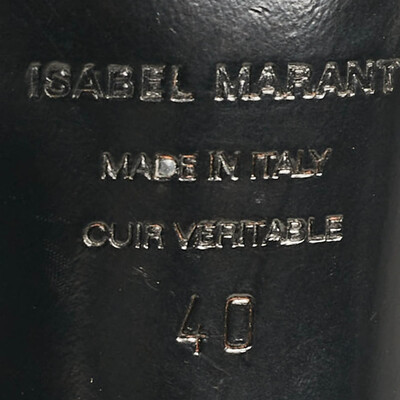 ISABEL MARANT
MADE IN ITALY
CUIR VERITABLE
40